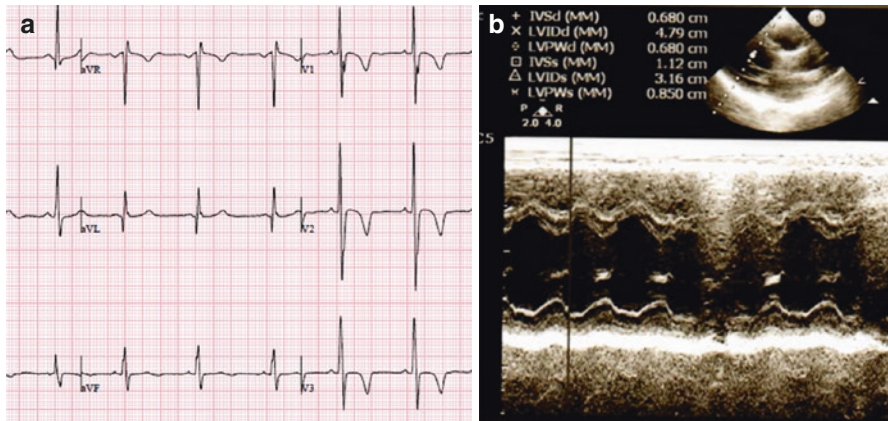 a
aVR
V1
aVL
V2
aVF
V3
b
+ IVSd (MM) 0.680 cm
× LVIDd (MM) 4.79 cm
LVPWd (MM) 0.680 cm
IVSs (MM) 1.12 cm
△ LVIDs (MM) 3.16 cm
LVPWs (MM) 0.850 cm
P R
2.0 4.0
CS